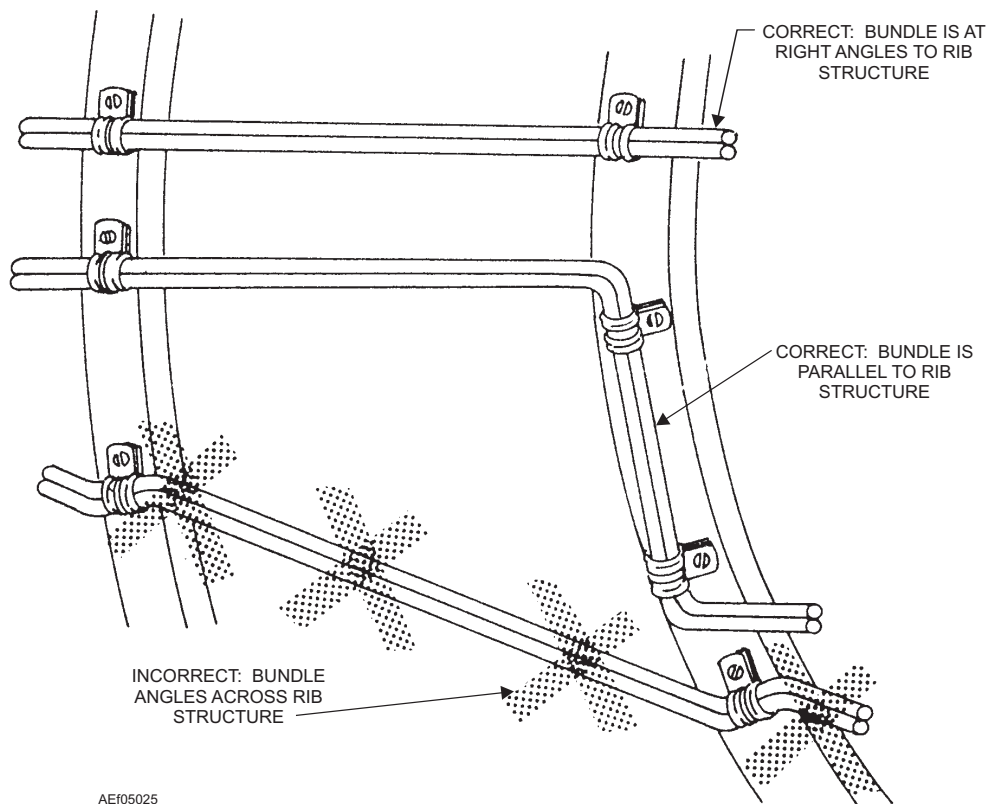 CORRECT: BUNDLE IS AT
RIGHT ANGLES TO RIB
STRUCTURE
CORRECT: BUNDLE IS
PARALLEL TO RIB
STRUCTURE
INCORRECT: BUNDLE
ANGLES ACROSS RIB
STRUCTURE
AEf05025